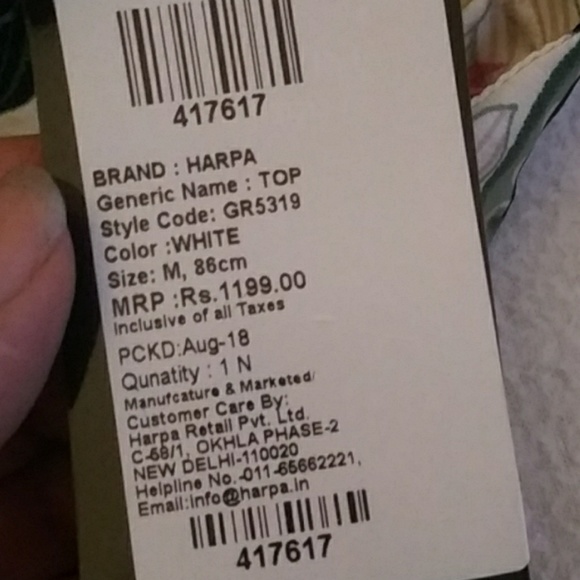 417617
BRAND : HARPA
Generic Name : TOP
Style Code: GR5319
Color :WHITE
Size: M, 86cm
MRP :Rs.1199.00
Inclusive of all Taxes
PCKD:Aug-18
Qunatity : 1 N
Manufcature & Marketed/
Customer Care By:
Harpa Retail Pvt. Ltd.
C-68/1, OKHLA PHASE-2
NEW DELHI-110020
Helpline No.-011-65662221,
Email:info@harpa.in
417617